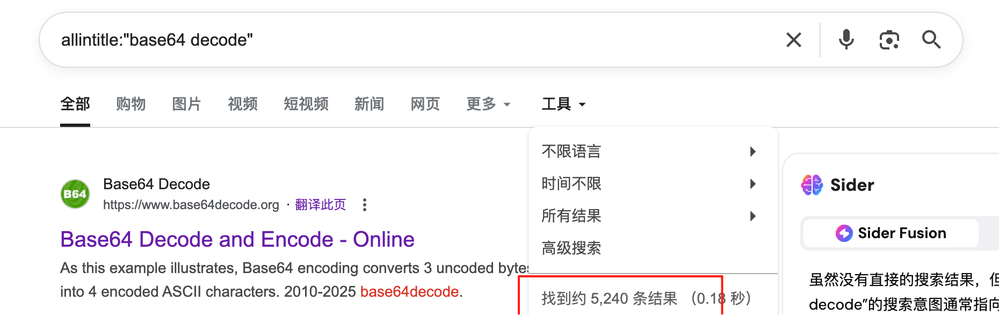 allintitle:"base64 decode"
全部 购物 图片 视频 短视频 新闻 网页 更多 工具
不限语言
时间不限
所有结果
高级搜索
找到约 5,240 条结果 （0.18 秒）
B64
Base64 Decode
https://www.base64decode.org · 翻译此页
Base64 Decode and Encode - Online
As this example illustrates, Base64 encoding converts 3 uncoded bytes
into 4 encoded ASCII characters. 2010-2025 base64decode.
Sider
Sider Fusion
虽然没有直接的搜索结果，但
decode”的搜索意图通常指向